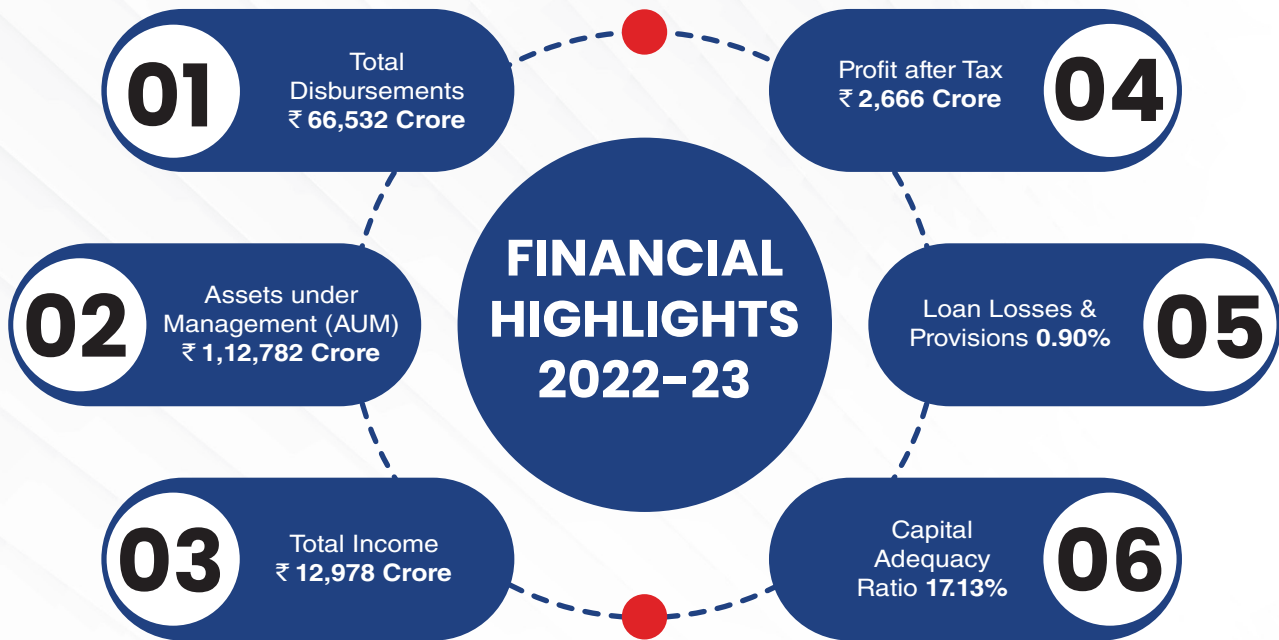 01
Total
Disbursements
₹ 66,532 Crore
02
Assets under
Management (AUM)
₹ 1,12,782 Crore
03
Total Income
₹ 12,978 Crore
FINANCIAL
HIGHLIGHTS
2022-23
Profit after Tax
₹ 2,666 Crore
04
Loan Losses &
Provisions 0.90%
05
Capital
Adequacy
Ratio 17.13%
06